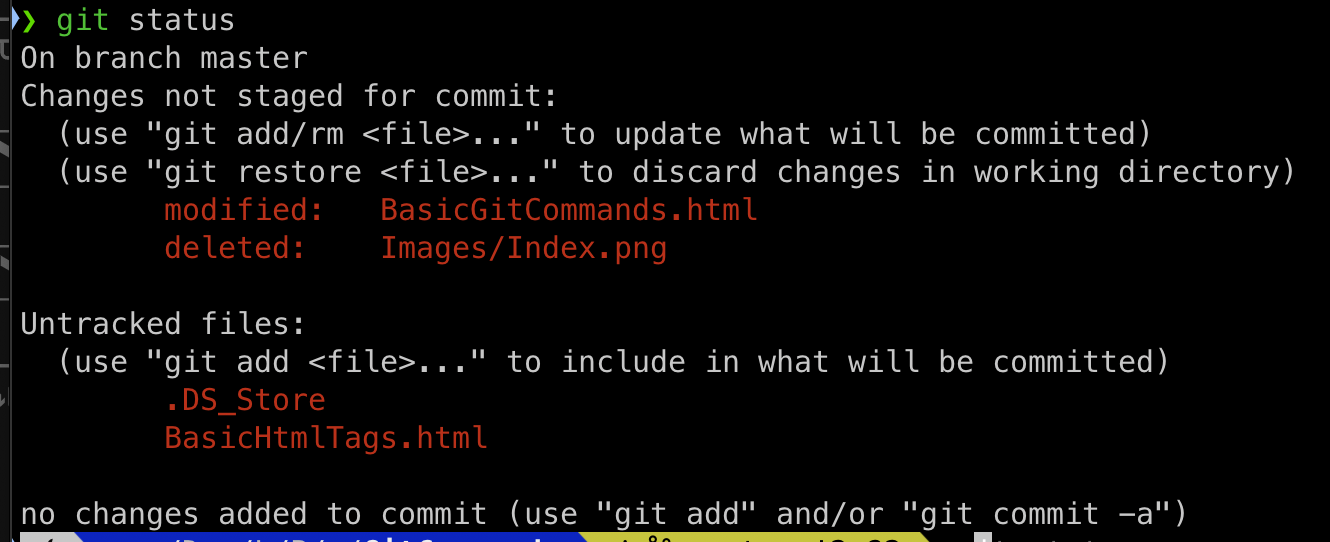 ❯ git status
On branch master
Changes not staged for commit:
  (use "git add/rm <file>..." to update what will be committed)
  (use "git restore <file>..." to discard changes in working directory)
        modified:   BasicGitCommands.html
        deleted:    Images/Index.png

Untracked files:
  (use "git add <file>..." to include in what will be committed)
        .DS_Store
        BasicHtmlTags.html

no changes added to commit (use "git add" and/or "git commit -a")